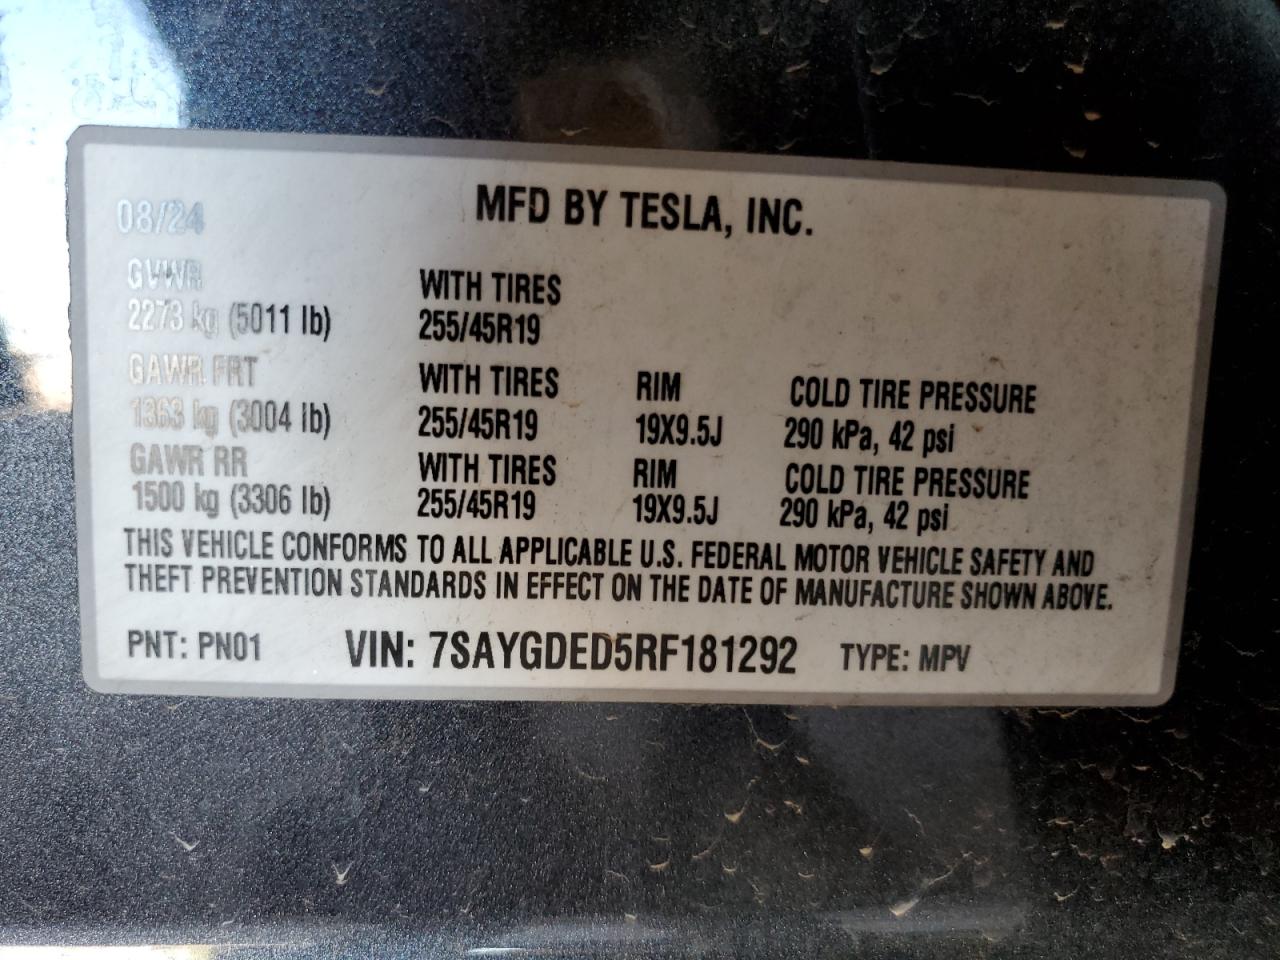 MFD BY TESLA, INC.
08/24
GVWR
2273 kg (5011 lb)
WITH TIRES
255/45R19
GAWR FRT
1363 kg (3004 lb)
WITH TIRES
255/45R19
RIM
19X9.5J
COLD TIRE PRESSURE
290 kPa, 42 psi
GAWR RR
1500 kg (3306 lb)
WITH TIRES
255/45R19
RIM
19X9.5J
COLD TIRE PRESSURE
290 kPa, 42 psi
THIS VEHICLE CONFORMS TO ALL APPLICABLE U.S. FEDERAL MOTOR VEHICLE SAFETY AND
THEFT PREVENTION STANDARDS IN EFFECT ON THE DATE OF MANUFACTURE SHOWN ABOVE.
PNT: PN01 VIN: 7SAYGDED5RF181292 TYPE: MPV